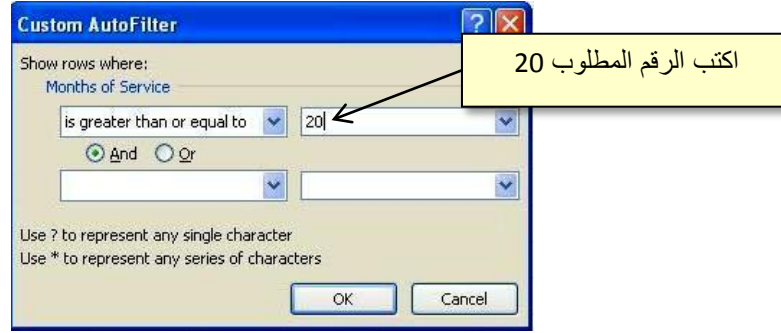 Custom AutoFilter
اكتب الرقم المطلوب 20
Show rows where:
Months of Service
is greater than or equal to 20
And Or
Use ? to represent any single character
Use * to represent any series of characters
OK Cancel